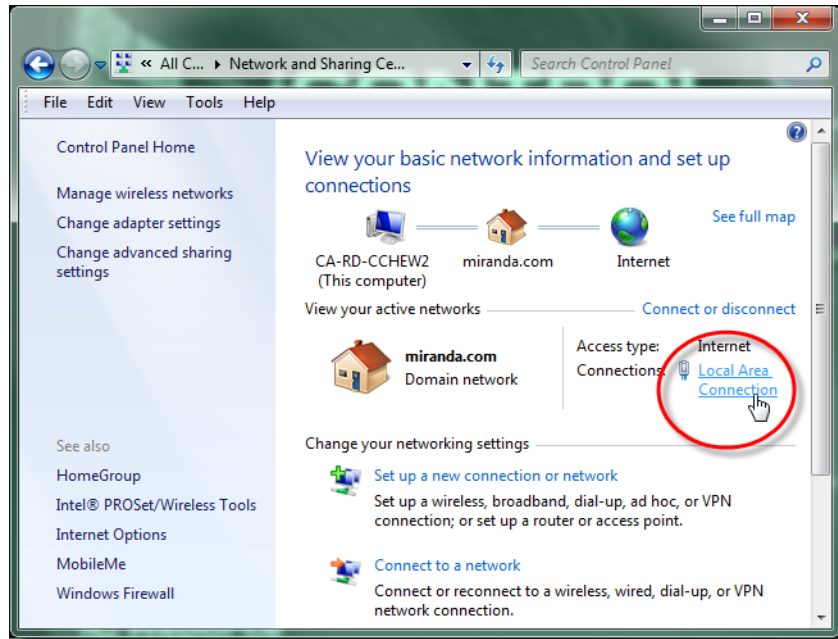 « All C... ▸ Network and Sharing Ce...
Search Control Panel
File Edit View Tools Help
Control Panel Home
Manage wireless networks
Change adapter settings
Change advanced sharing
settings
See also
HomeGroup
Intel® PROSet/Wireless Tools
Internet Options
MobileMe
Windows Firewall
View your basic network information and set up
connections
See full map
CA-RD-CCHEW2
(This computer)
miranda.com
Internet
View your active networks
Connect or disconnect
miranda.com
Domain network
Access type: Internet
Connections: Local Area
Connection
Change your networking settings
Set up a new connection or network
Set up a wireless, broadband, dial-up, ad hoc, or VPN
connection; or set up a router or access point.
Connect to a network
Connect or reconnect to a wireless, wired, dial-up, or VPN
network connection.